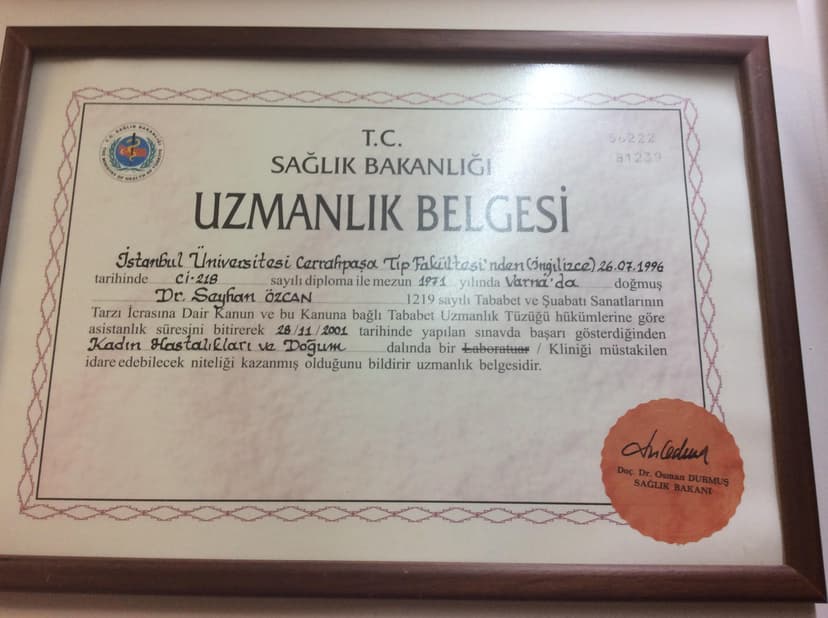 T.C.
SAĞLIK BAKANLIĞI
UZMANLIK BELGESİ
56222
81239
İstanbul Üniversitesi Cerrahpaşa Tıp Fakültesi'nden (İngilizce) 26.07.1996
tarihinde Cİ-218 sayılı diploma ile mezun 1971 yılında Varna'da doğmuş
Dr. Seyhan ÖZCAN 1219 sayılı Tababet ve Şuabatı Sanatlarının
Tarzı İcrasına Dair Kanun ve bu Kanuna bağlı Tababet Uzmanlık Tüzüğü hükümlerine göre
asistanlık süresini bitirerek 28/11/2001 tarihinde yapılan sınavda başarı gösterdiğinden
Kadın Hastalıkları ve Doğum dalında bir Laboratuar / Kliniği müstakilen
idare edebilecek niteliği kazanmış olduğunu bildirir uzmanlık belgesidir.
Doç. Dr. Osman DURMUŞ
SAĞLIK BAKANI